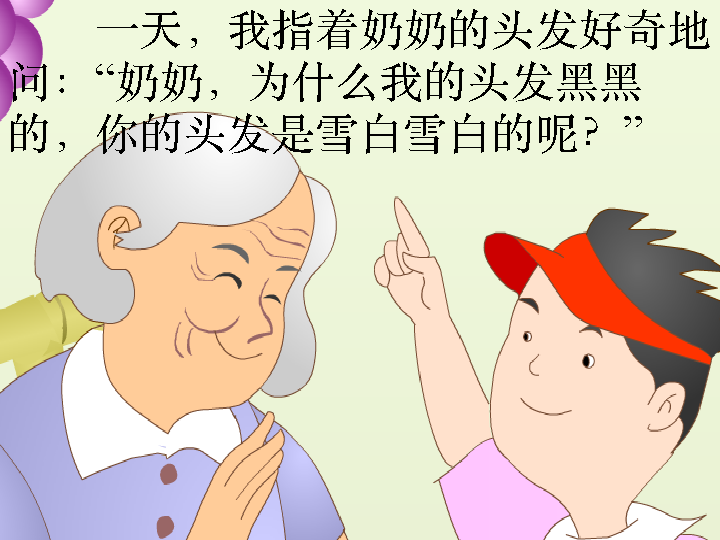 一天，我指着奶奶的头发好奇地
问：“奶奶，为什么我的头发黑黑
的，你的头发是雪白雪白的呢？”